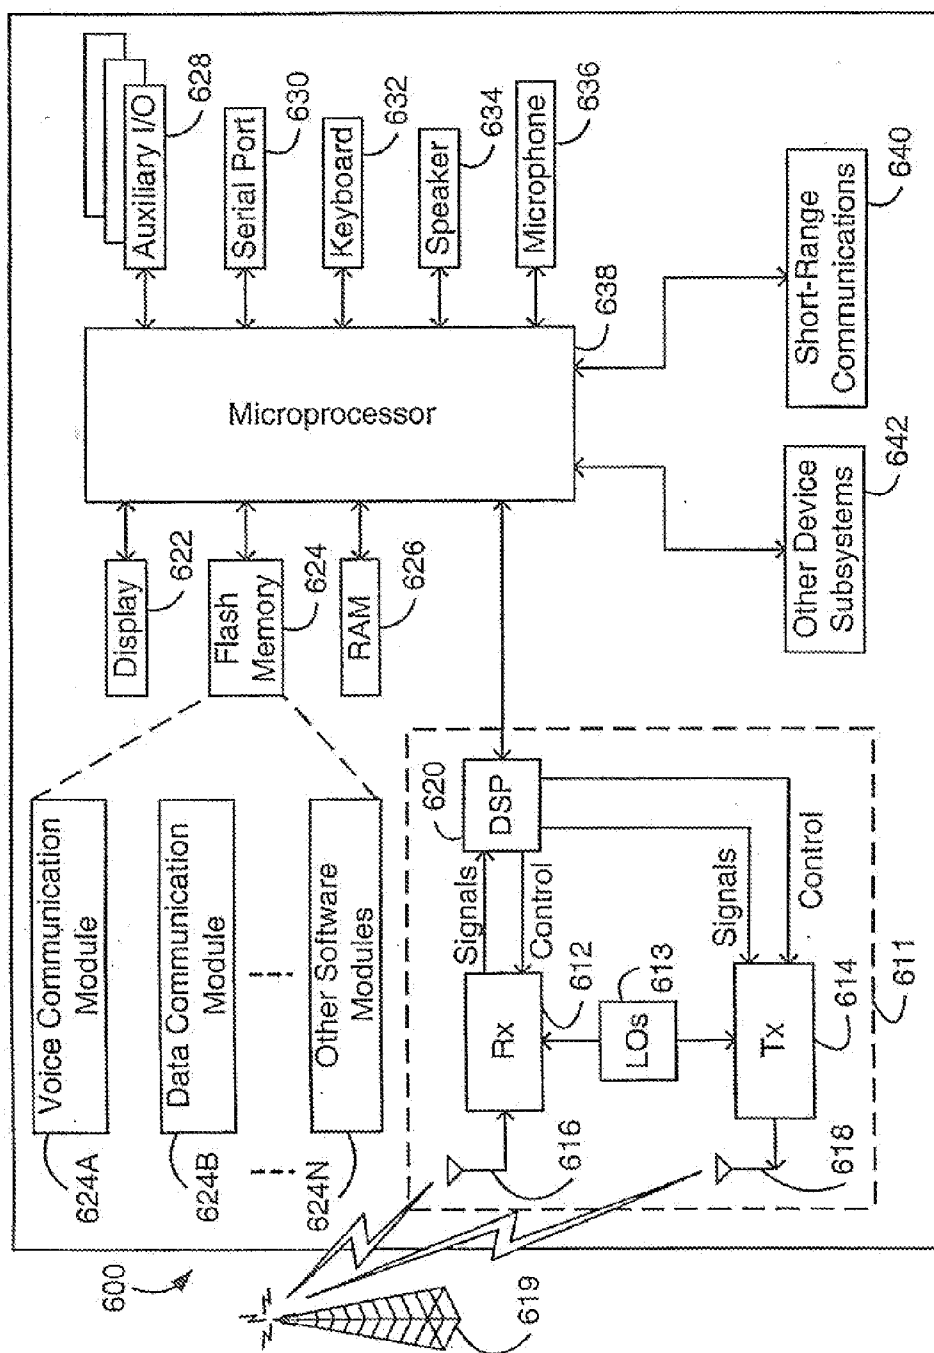 600
619
624A
Voice Communication
Module
624B
Data Communication
Module
624N
Other Software
Modules
Display
622
Flash
Memory
624
RAM
626
Microprocessor
638
Auxiliary I/O
628
Serial Port
630
Keyboard
632
Speaker
634
Microphone
636
616
Rx
612
Signals
Control
DSP
620
LOs
613
618
Tx
614
Signals
Control
611
Other Device
Subsystems
642
Short-Range
Communications
640